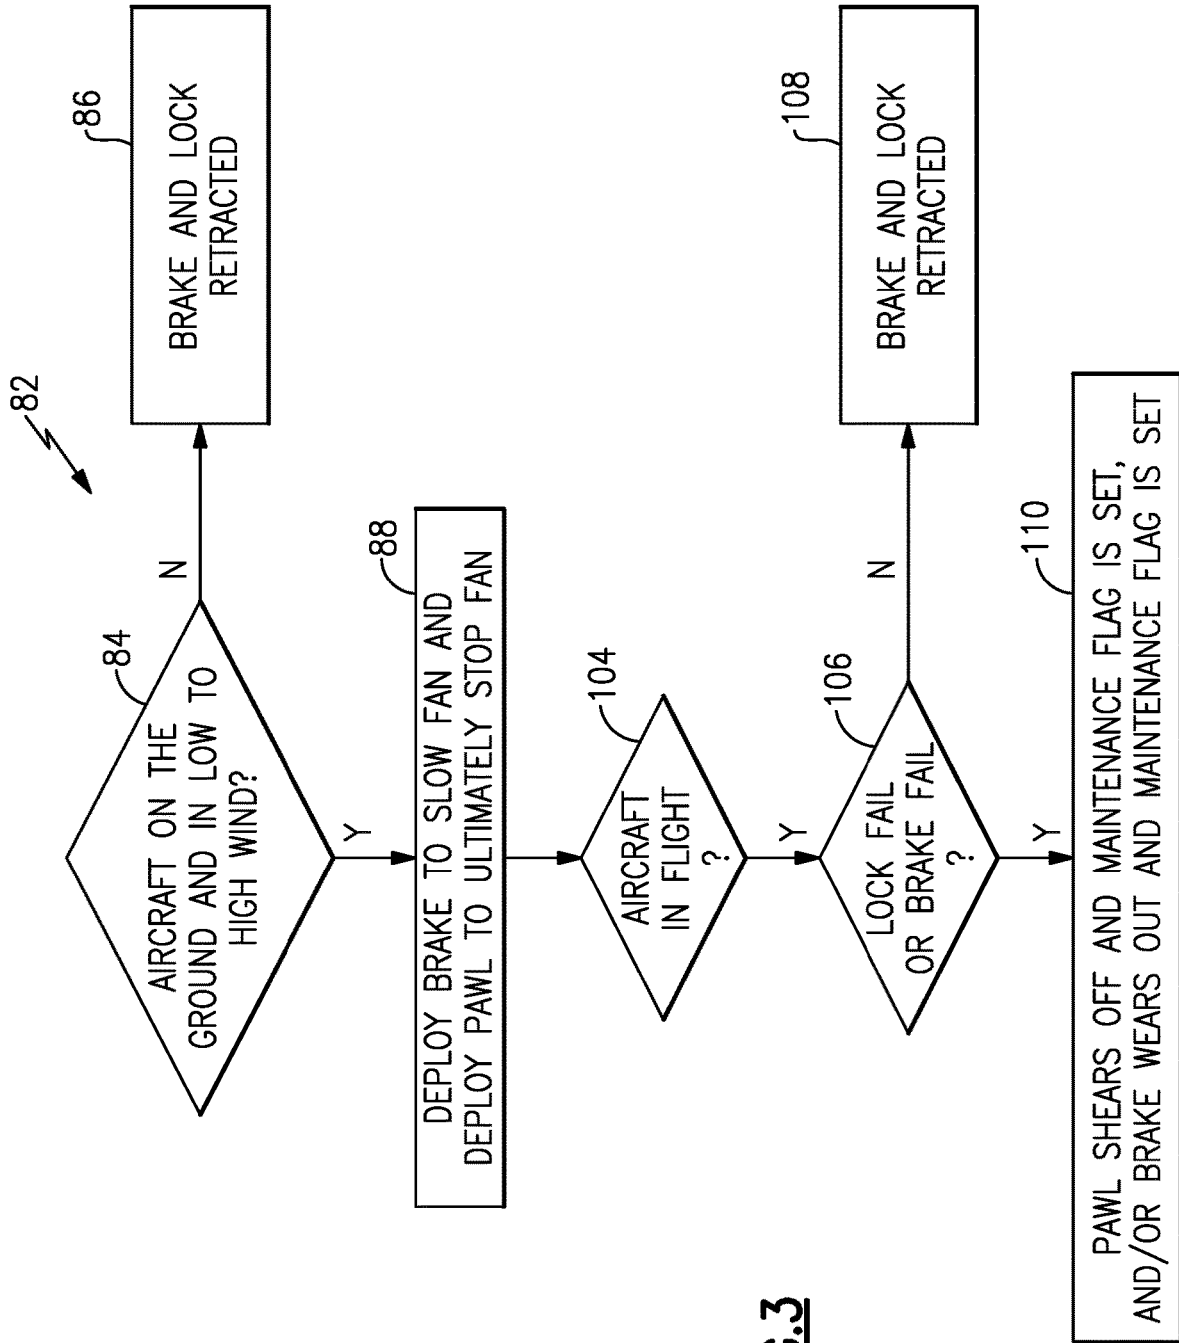 82
84
AIRCRAFT ON THE
GROUND AND IN LOW TO
HIGH WIND?
N
86
BRAKE AND LOCK
RETRACTED
Y
88
DEPLOY BRAKE TO SLOW FAN AND
DEPLOY PAWL TO ULTIMATELY STOP FAN
104
AIRCRAFT
IN FLIGHT
?
Y
106
LOCK FAIL
OR BRAKE FAIL
?
N
108
BRAKE AND LOCK
RETRACTED
Y
110
PAWL SHEARS OFF AND MAINTENANCE FLAG IS SET,
AND/OR BRAKE WEARS OUT AND MAINTENANCE FLAG IS SET
.3